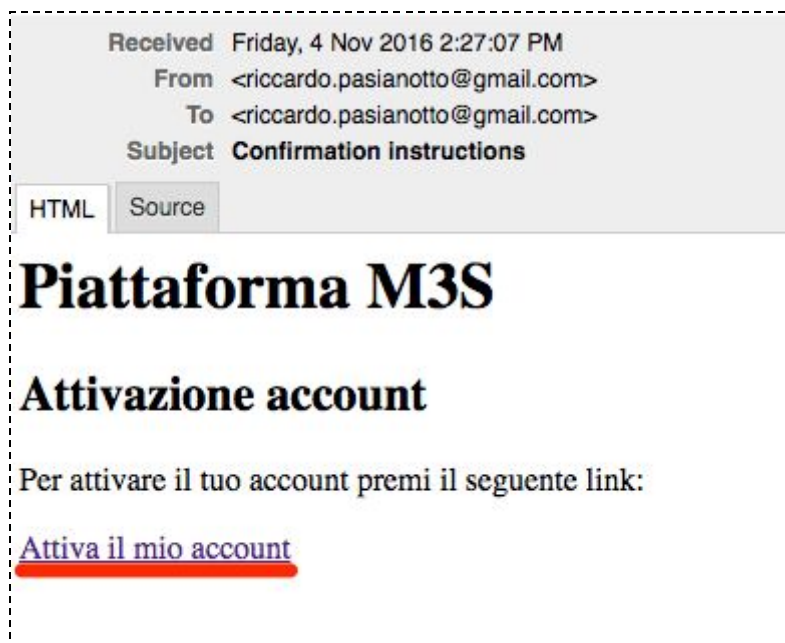 Received Friday, 4 Nov 2016 2:27:07 PM
From <riccardo.pasianotto@gmail.com>
To <riccardo.pasianotto@gmail.com>
Subject Confirmation instructions
HTML Source
Piattaforma M3S
Attivazione account
Per attivare il tuo account premi il seguente link:
Attiva il mio account